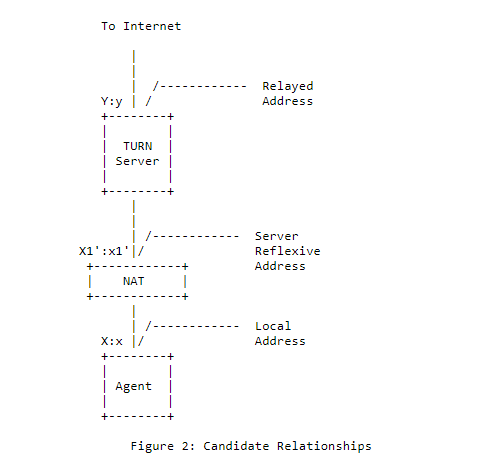 To Internet
Relayed
Y:y Address
TURN
Server
Server
X1':x1' Reflexive
Address
NAT
Local
X:x Address
Agent
Figure 2: Candidate Relationships